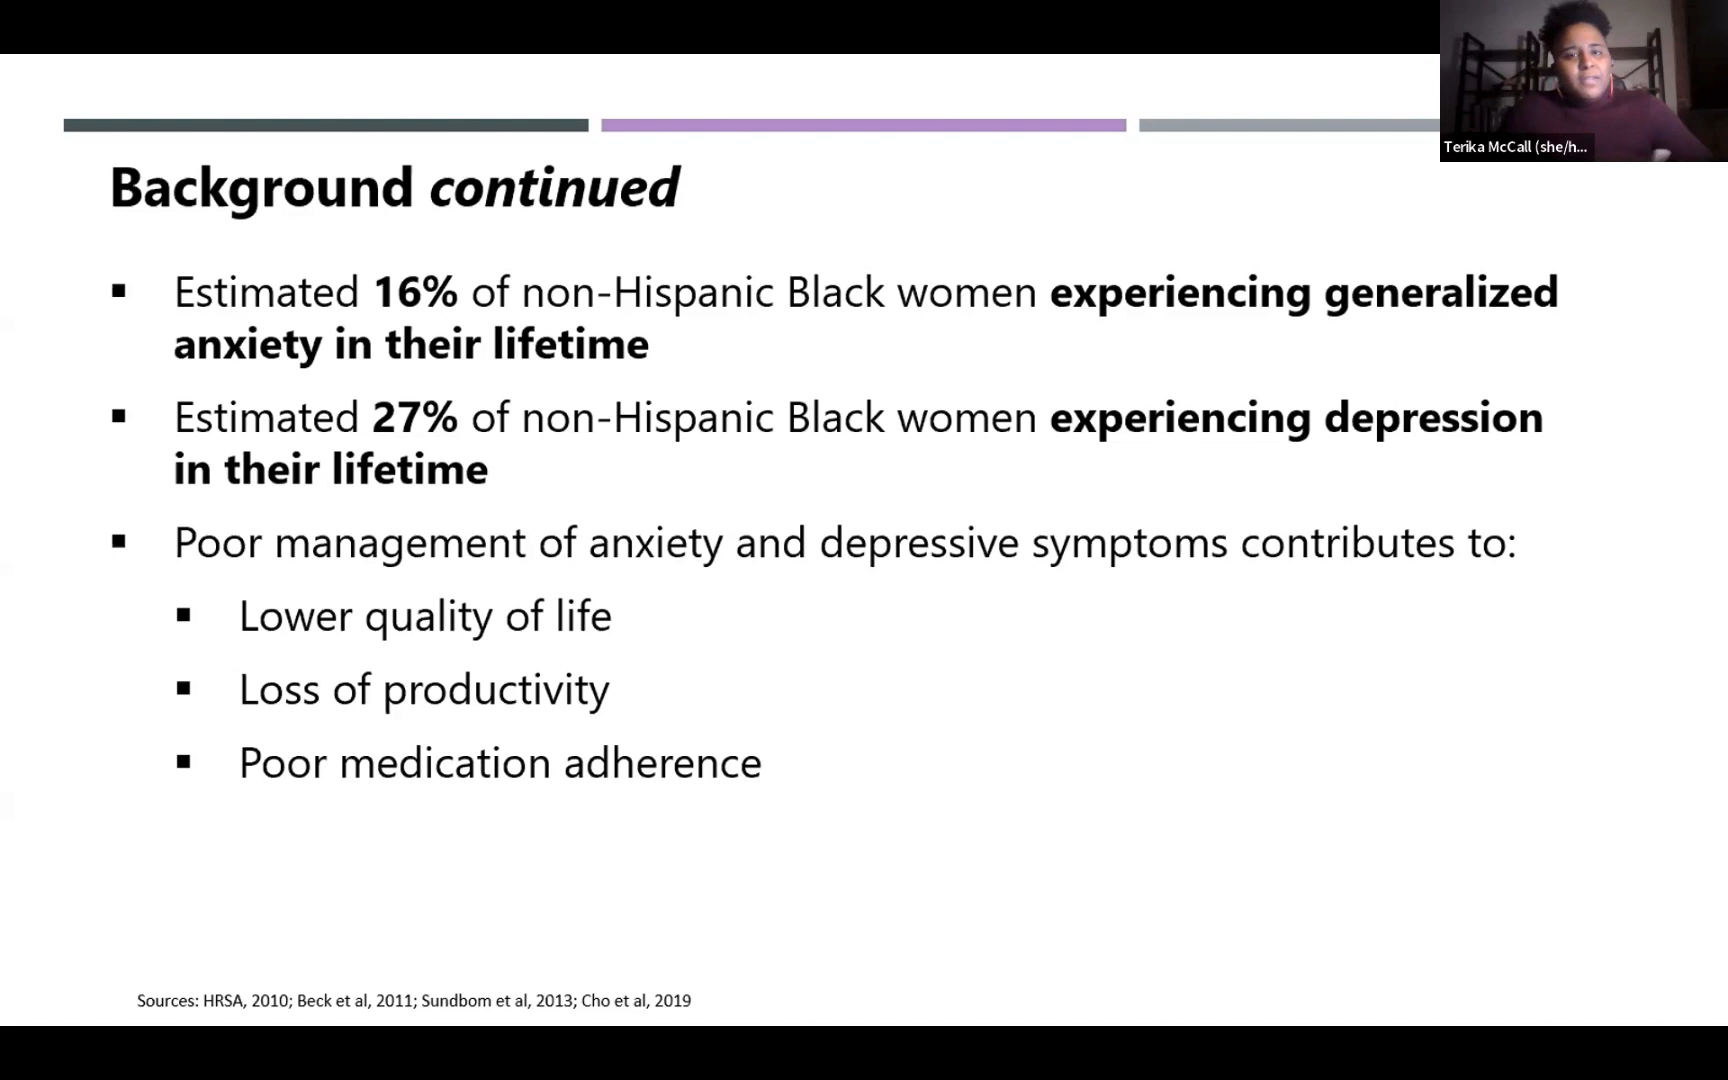 Terika McCall (she/h...
Background continued
▪ Estimated 16% of non-Hispanic Black women experiencing generalized
anxiety in their lifetime
▪ Estimated 27% of non-Hispanic Black women experiencing depression
in their lifetime
▪ Poor management of anxiety and depressive symptoms contributes to:
▪ Lower quality of life
▪ Loss of productivity
▪ Poor medication adherence
Sources: HRSA, 2010; Beck et al, 2011; Sundbom et al, 2013; Cho et al, 2019